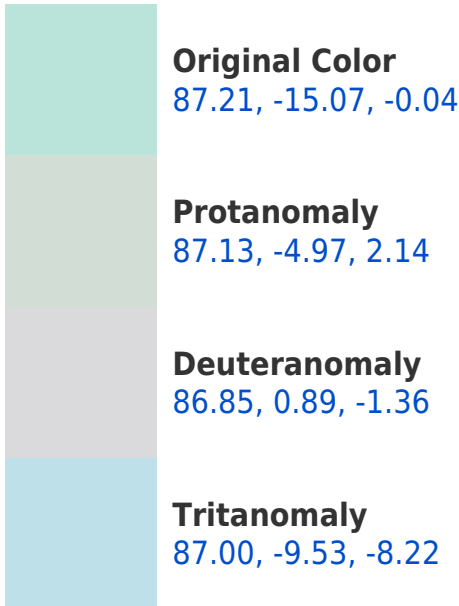 Original Color
87.21, -15.07, -0.04
Protanomaly
87.13, -4.97, 2.14
Deuteranomaly
86.85, 0.89, -1.36
Tritanomaly
87.00, -9.53, -8.22